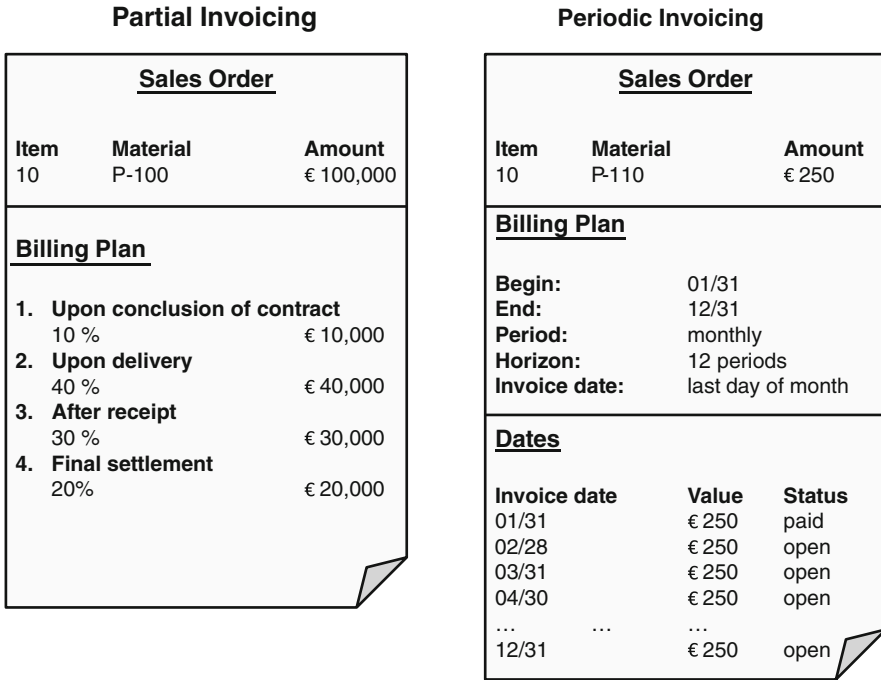 Partial Invoicing
Sales Order
Item Material Amount
10 P-100 € 100,000
Billing Plan
1. Upon conclusion of contract
10 % € 10,000
2. Upon delivery
40 % € 40,000
3. After receipt
30 % € 30,000
4. Final settlement
20% € 20,000
Periodic Invoicing
Sales Order
Item Material Amount
10 P-110 € 250
Billing Plan
Begin: 01/31
End: 12/31
Period: monthly
Horizon: 12 periods
Invoice date: last day of month
Dates
Invoice date Value Status
01/31 € 250 paid
02/28 € 250 open
03/31 € 250 open
04/30 € 250 open
... ... ...
12/31 € 250 open